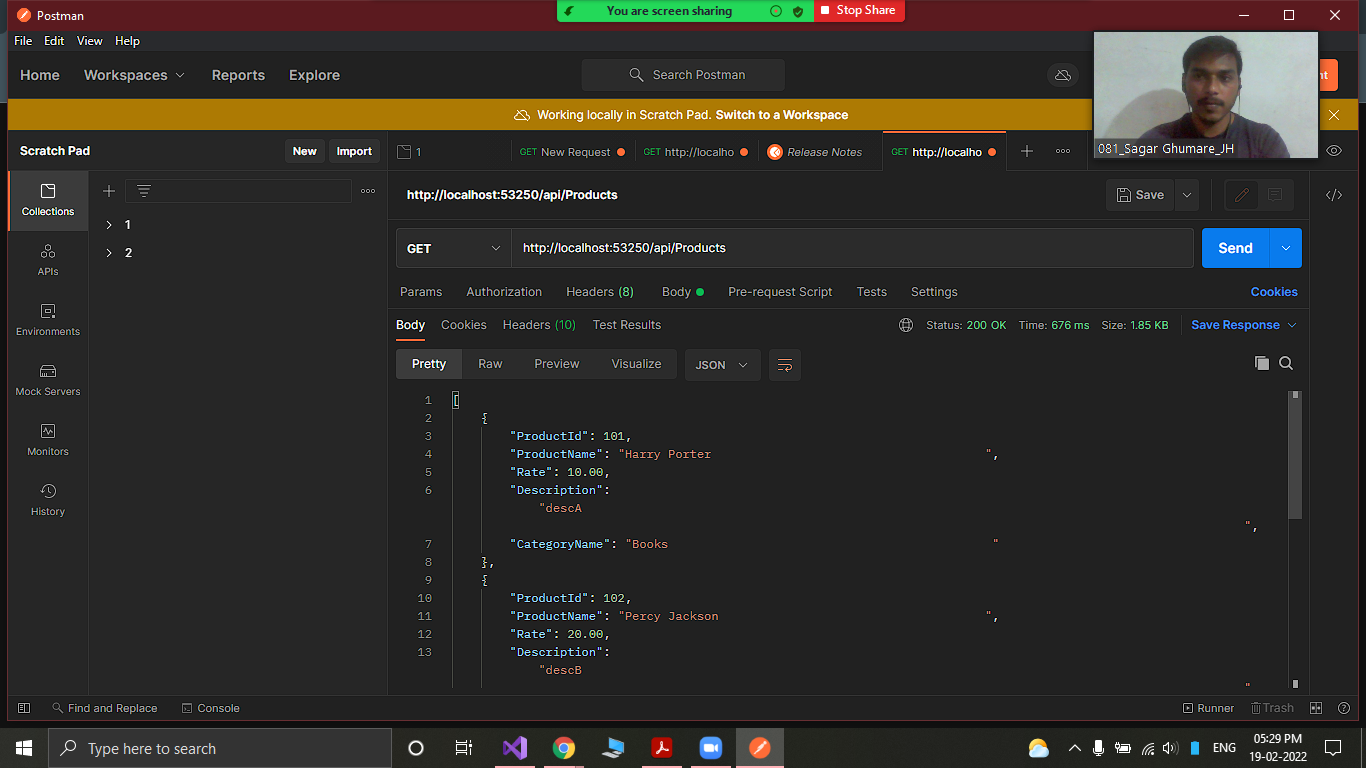 Postman
You are screen sharing
Stop Share
File Edit View Help
Home Workspaces Reports Explore
Search Postman
nt
Working locally in Scratch Pad. Switch to a Workspace
081_Sagar Ghumare_JH
Scratch Pad
New
Import
1
GET New Request
GET http://localho
Release Notes
GET http://localho
Collections
APIs
Environments
Mock Servers
Monitors
History
1
2
http://localhost:53250/api/Products
Save
</>
GET
http://localhost:53250/api/Products
Send
Params Authorization Headers (8) Body Pre-request Script Tests Settings
Cookies
Body Cookies Headers (10) Test Results
Status: 200 OK Time: 676 ms Size: 1.85 KB
Save Response
Pretty Raw Preview Visualize
JSON
1 [
2 {
3 "ProductId": 101,
4 "ProductName": "Harry Porter ",
5 "Rate": 10.00,
6 "Description":
"descA
",
7 "CategoryName": "Books "
8 },
9 {
10 "ProductId": 102,
11 "ProductName": "Percy Jackson ",
12 "Rate": 20.00,
13 "Description":
"descB
"
Find and Replace
Console
Runner
Trash
Type here to search
ENG
05:29 PM
19-02-2022